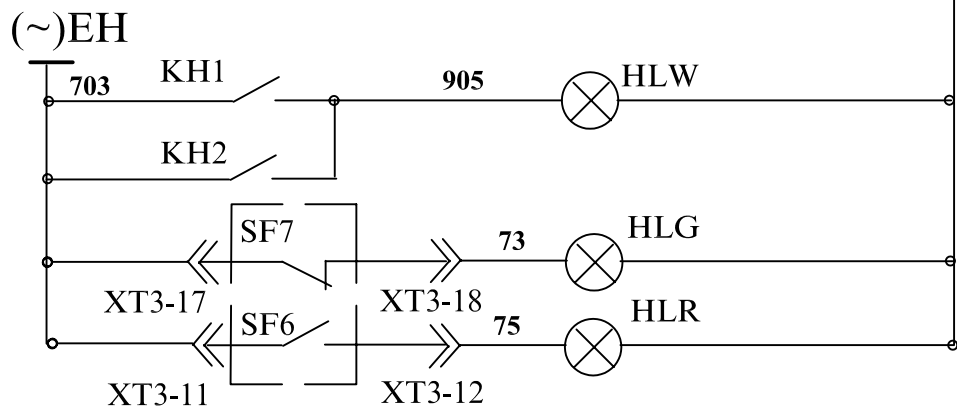 (~)EH
703
KH1
905
HLW
KH2
SF7
73
HLG
XT3-17
XT3-18
SF6
75
HLR
XT3-11
XT3-12